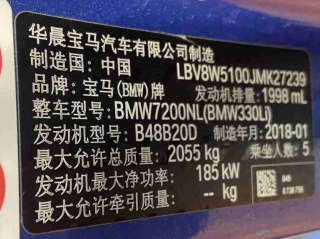 华晨宝马汽车有限公司制造
制造国: 中国 LBV8W5100JMK27239
品牌: 宝马(BMW)牌 发动机排量: 1998 mL
整车型号: BMW7200NL(BMW330Li)
发动机型号: B48B20D 制造年月: 2018-01
最大允许总质量: 2055 kg 乘坐人数: 5
发动机最大净功率: 185 kW
最大允许牵引质量: -- kg